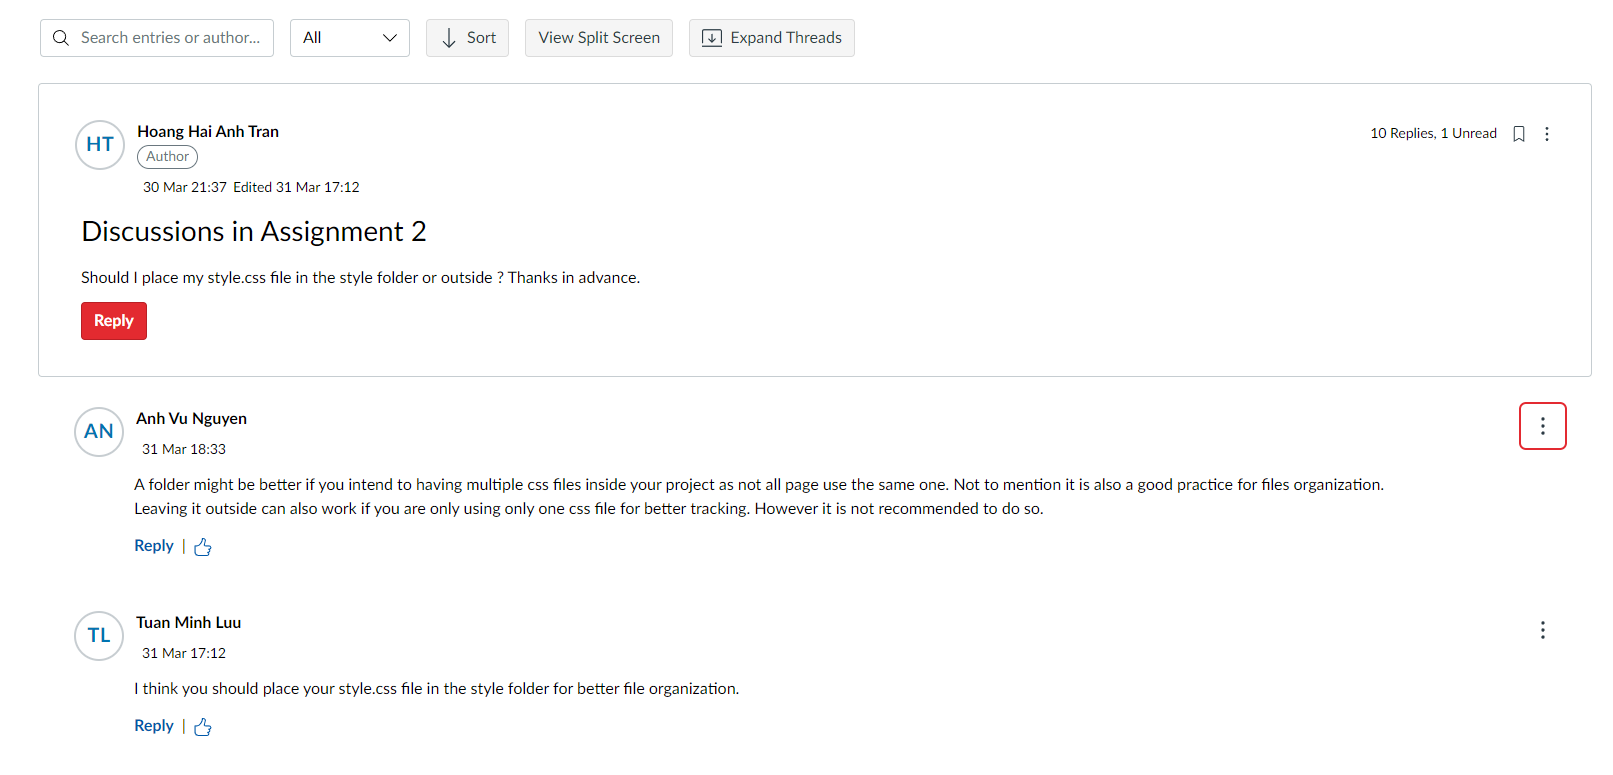 Search entries or author...
All
Sort
View Split Screen
Expand Threads
HT
Hoang Hai Anh Tran
10 Replies, 1 Unread
Author
30 Mar 21:37 Edited 31 Mar 17:12
Discussions in Assignment 2
Should I place my style.css file in the style folder or outside ? Thanks in advance.
Reply
AN
Anh Vu Nguyen
31 Mar 18:33
A folder might be better if you intend to having multiple css files inside your project as not all page use the same one. Not to mention it is also a good practice for files organization.
Leaving it outside can also work if you are only using only one css file for better tracking. However it is not recommended to do so.
Reply |
TL
Tuan Minh Luu
31 Mar 17:12
I think you should place your style.css file in the style folder for better file organization.
Reply |